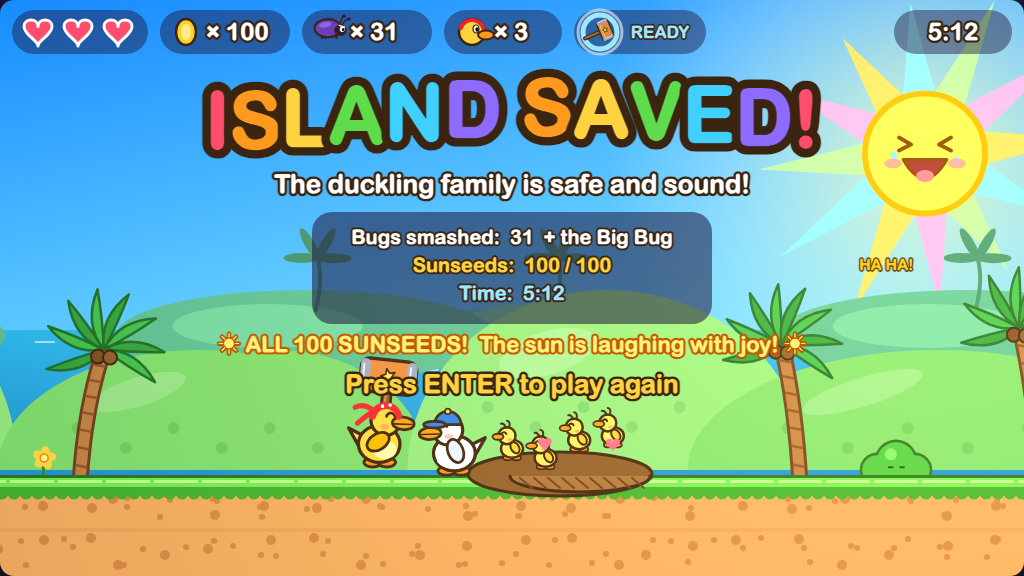 × 100
× 31
× 3
READY
5:12
ISLAND SAVED!
The duckling family is safe and sound!
Bugs smashed: 31 + the Big Bug
Sunseeds: 100 / 100
Time: 5:12
HA HA!
ALL 100 SUNSEEDS! The sun is laughing with joy!
Press ENTER to play again